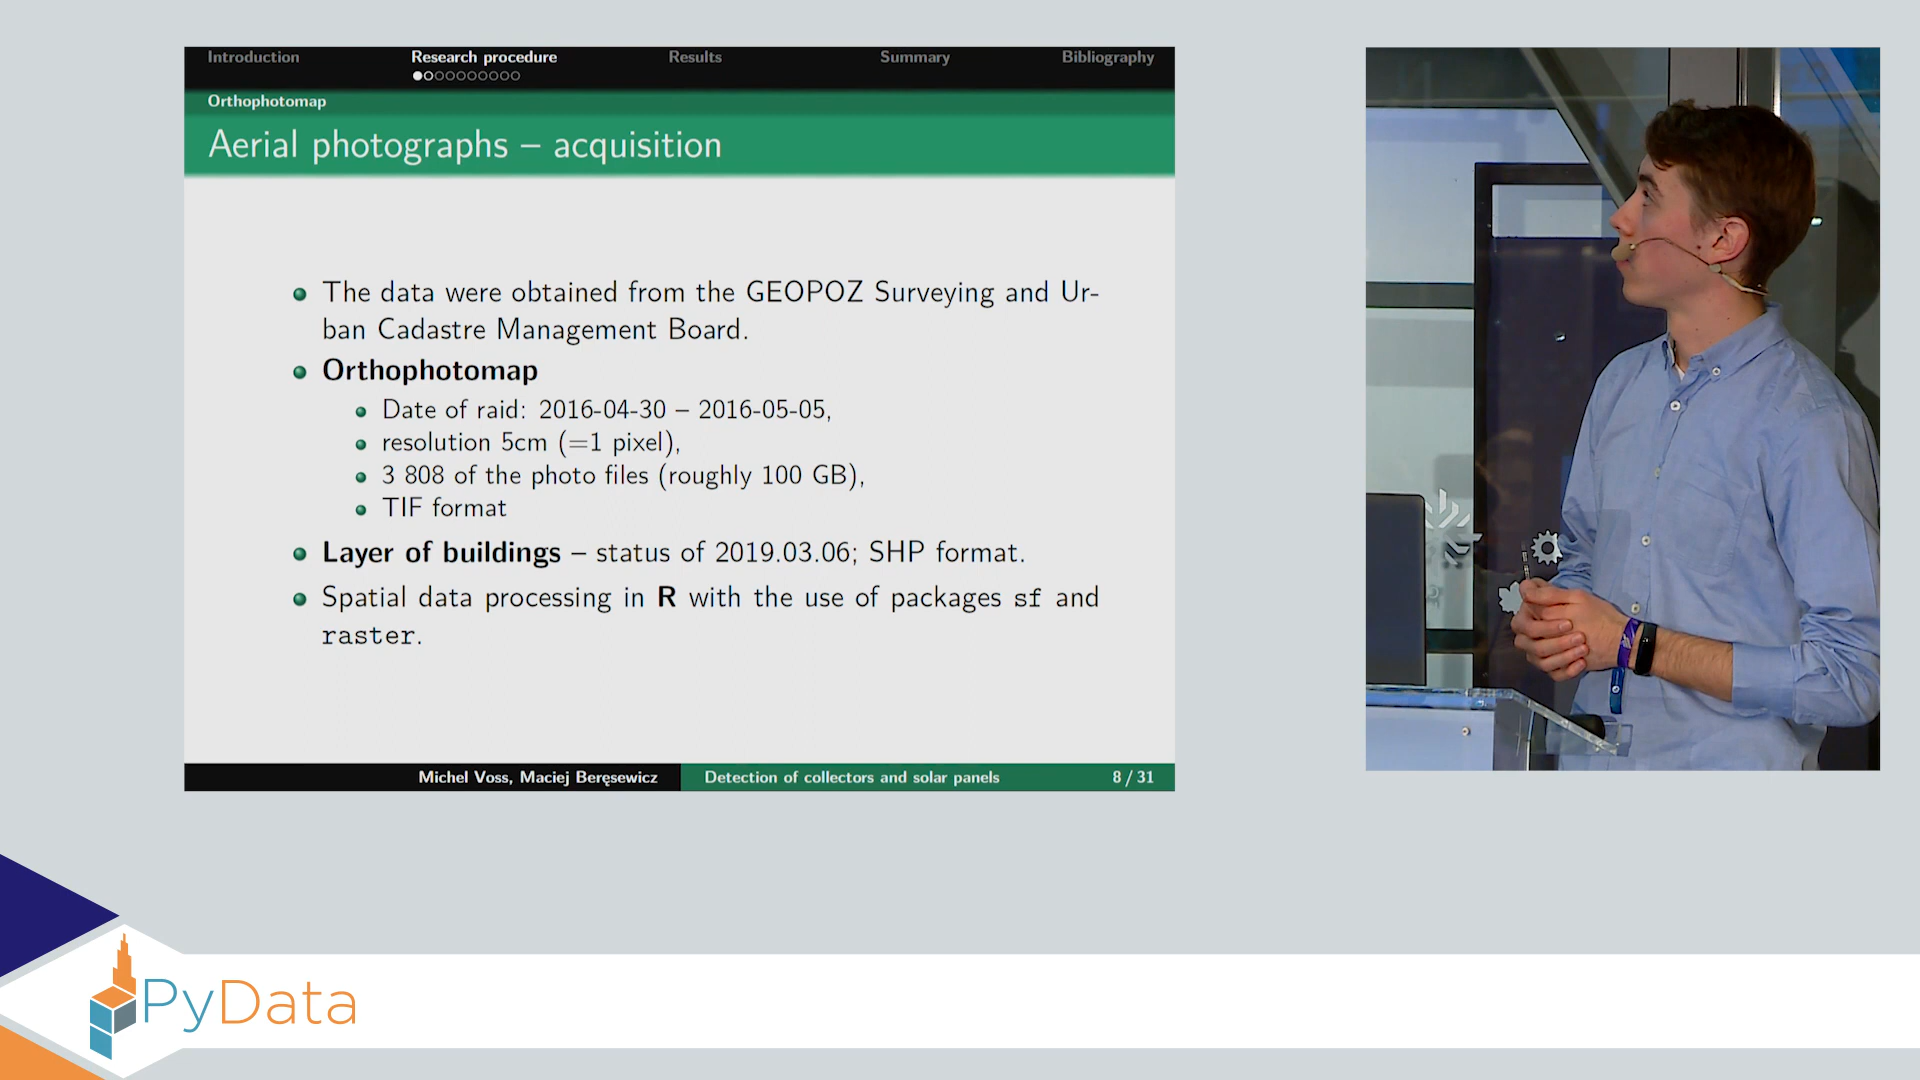 Introduction Research procedure Results Summary Bibliography
Orthophotomap
Aerial photographs – acquisition
The data were obtained from the GEOPOZ Surveying and Ur-
ban Cadastre Management Board.
Orthophotomap
Date of raid: 2016-04-30 – 2016-05-05,
resolution 5cm (=1 pixel),
3 808 of the photo files (roughly 100 GB),
TIF format
Layer of buildings – status of 2019.03.06; SHP format.
Spatial data processing in R with the use of packages sf and
raster.
Michel Voss, Maciej Beręsewicz Detection of collectors and solar panels 8 / 31
PyData